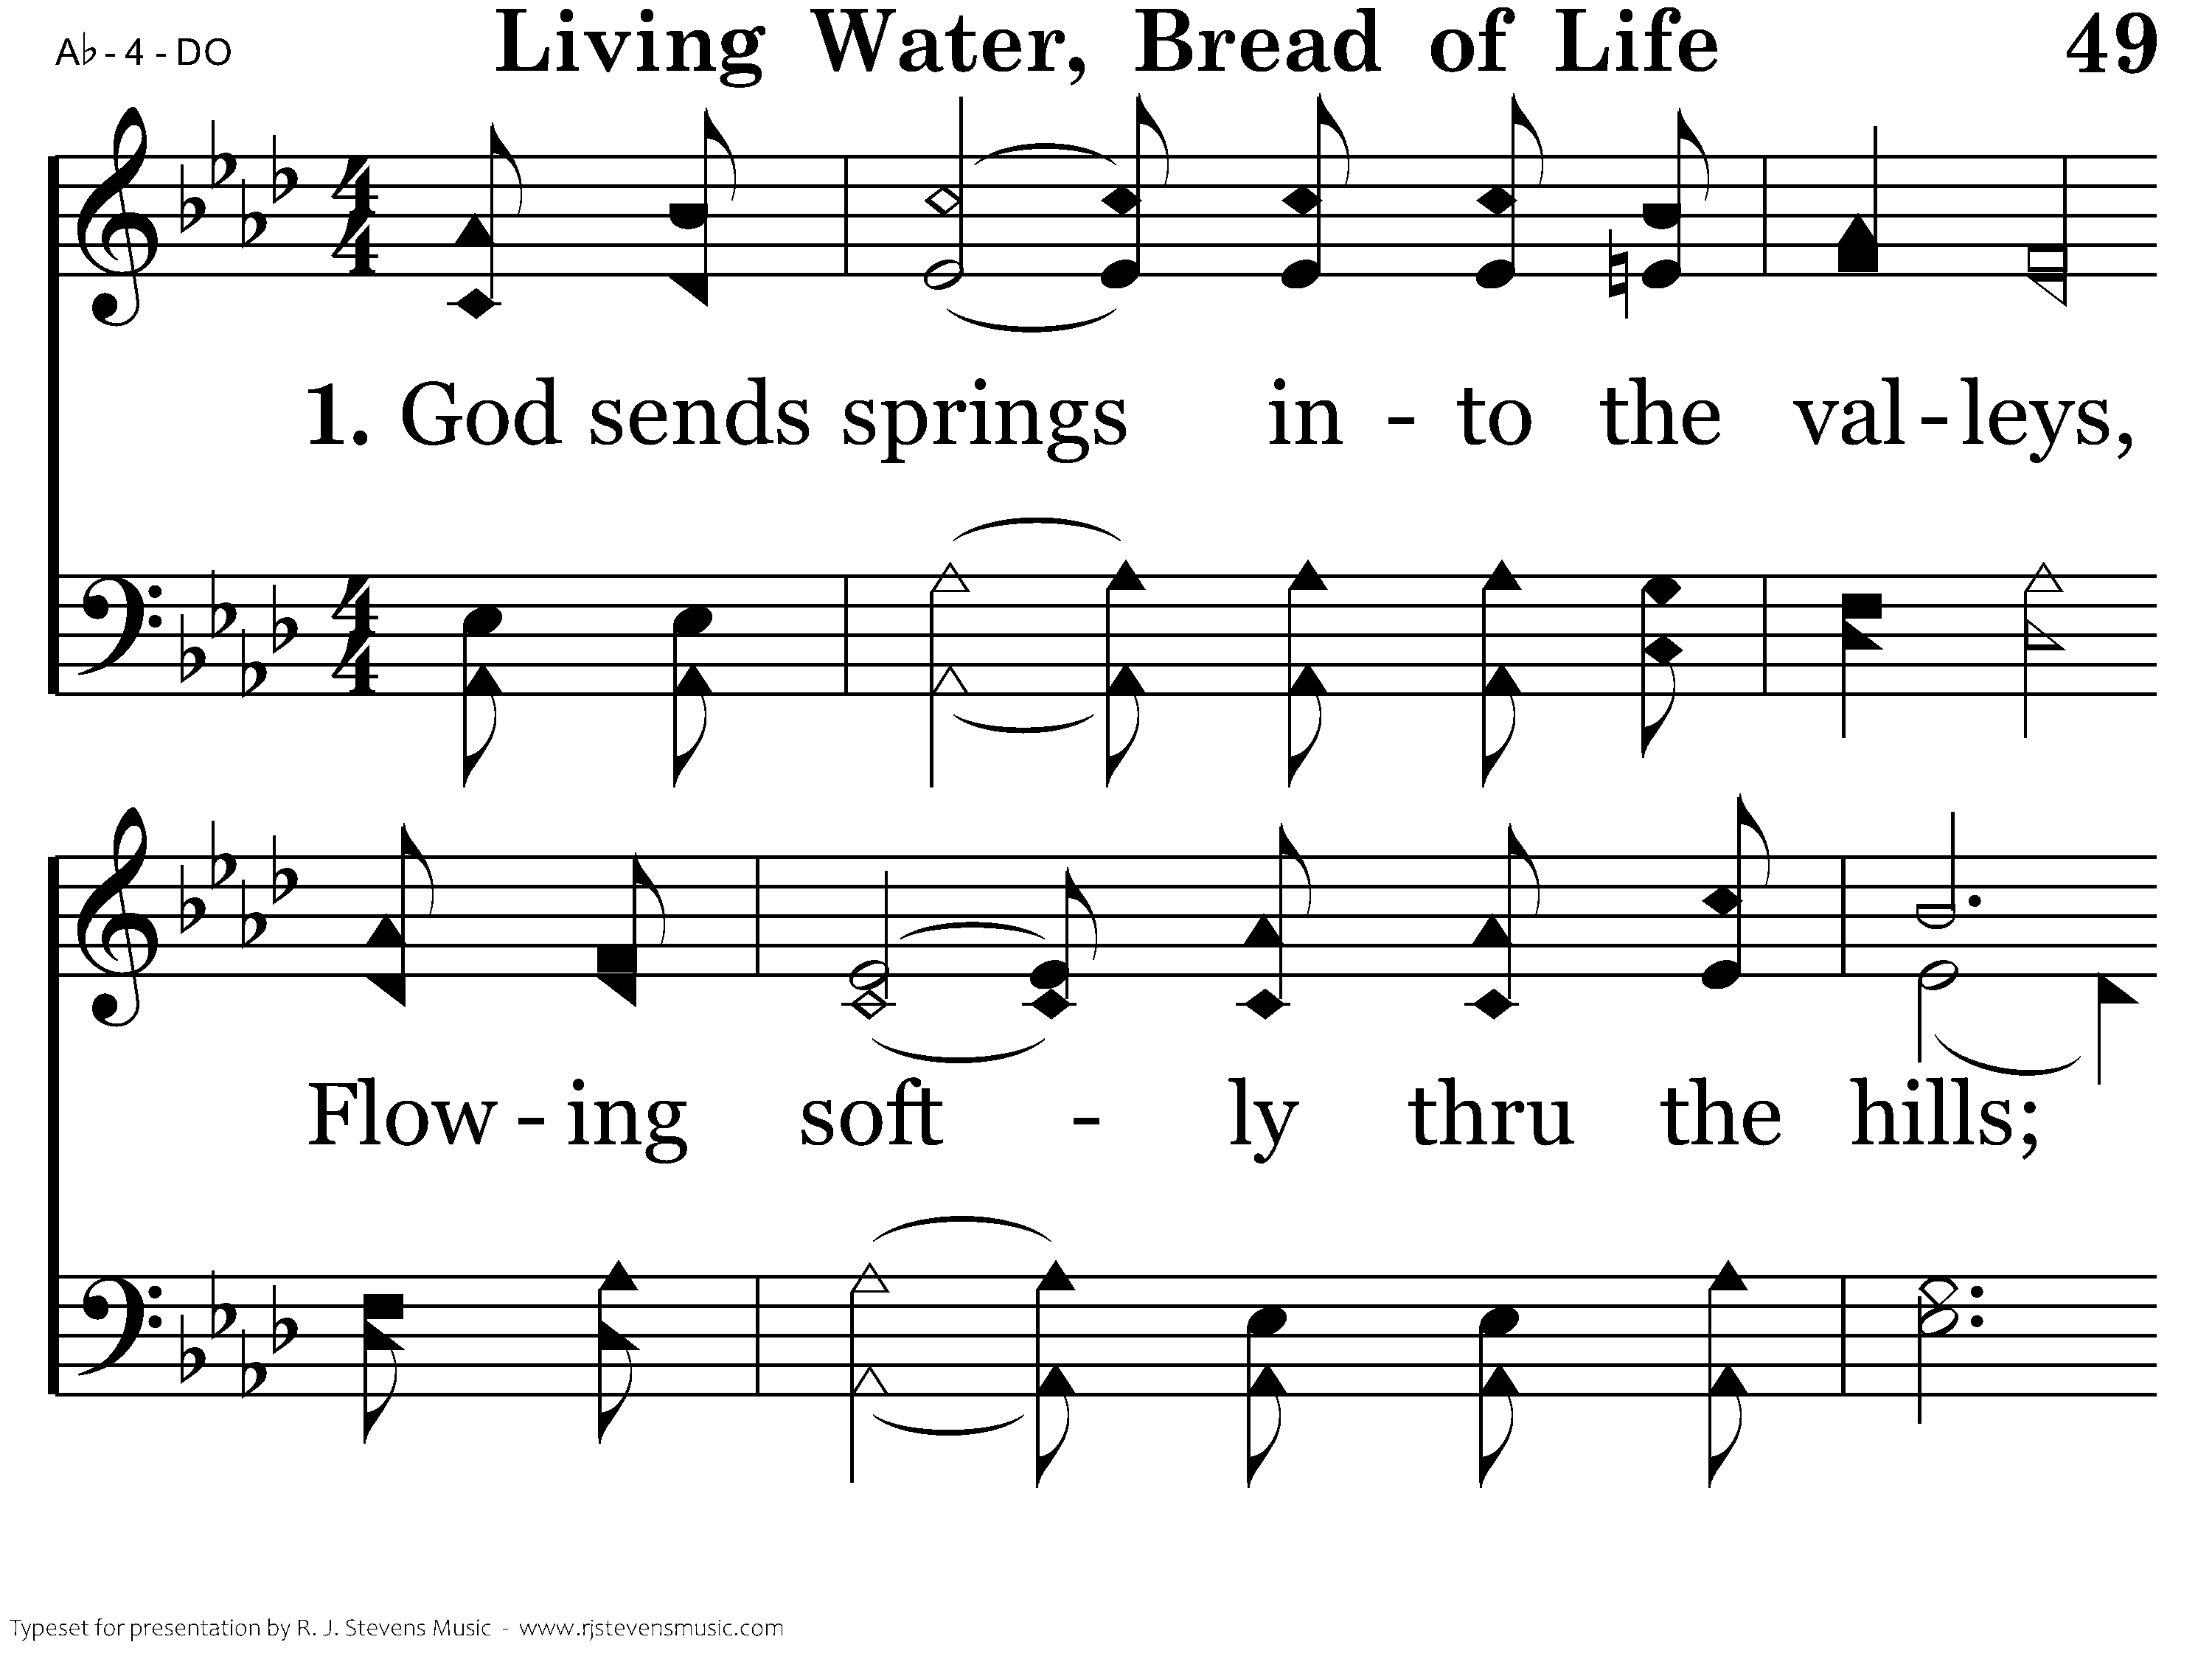 A♭ - 4 - DO Living Water, Bread of Life 49
1. God sends springs in - to the val - leys,
Flow - ing soft - ly thru the hills;
Typeset for presentation by R. J. Stevens Music - www.rjstevensmusic.com